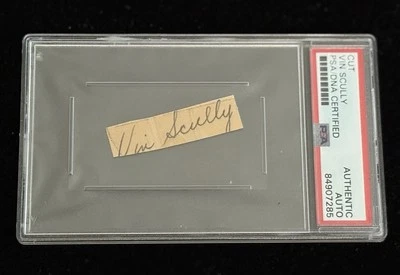 Vin Scully
CUT
VIN SCULLY
PSA/DNA CERTIFIED
AUTHENTIC
AUTO
84907285